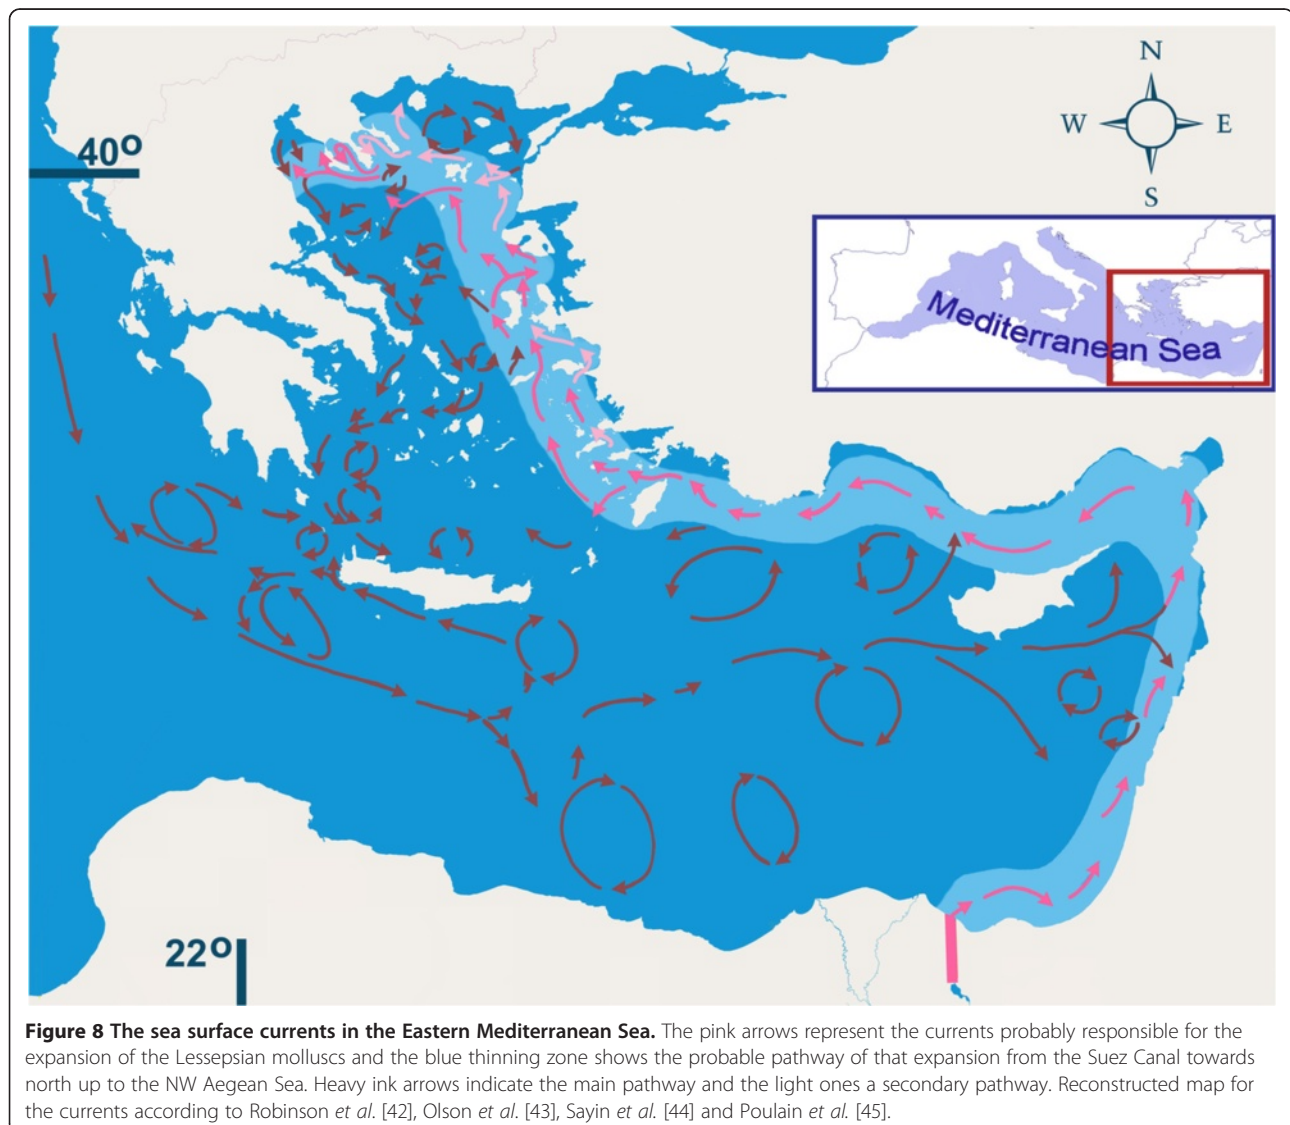 N
W E
S
40º
Mediterranean Sea
22º
Figure 8 The sea surface currents in the Eastern Mediterranean Sea. The pink arrows represent the currents probably responsible for the
expansion of the Lessepsian molluscs and the blue thinning zone shows the probable pathway of that expansion from the Suez Canal towards
north up to the NW Aegean Sea. Heavy ink arrows indicate the main pathway and the light ones a secondary pathway. Reconstructed map for
the currents according to Robinson et al. [42], Olson et al. [43], Sayin et al. [44] and Poulain et al. [45].